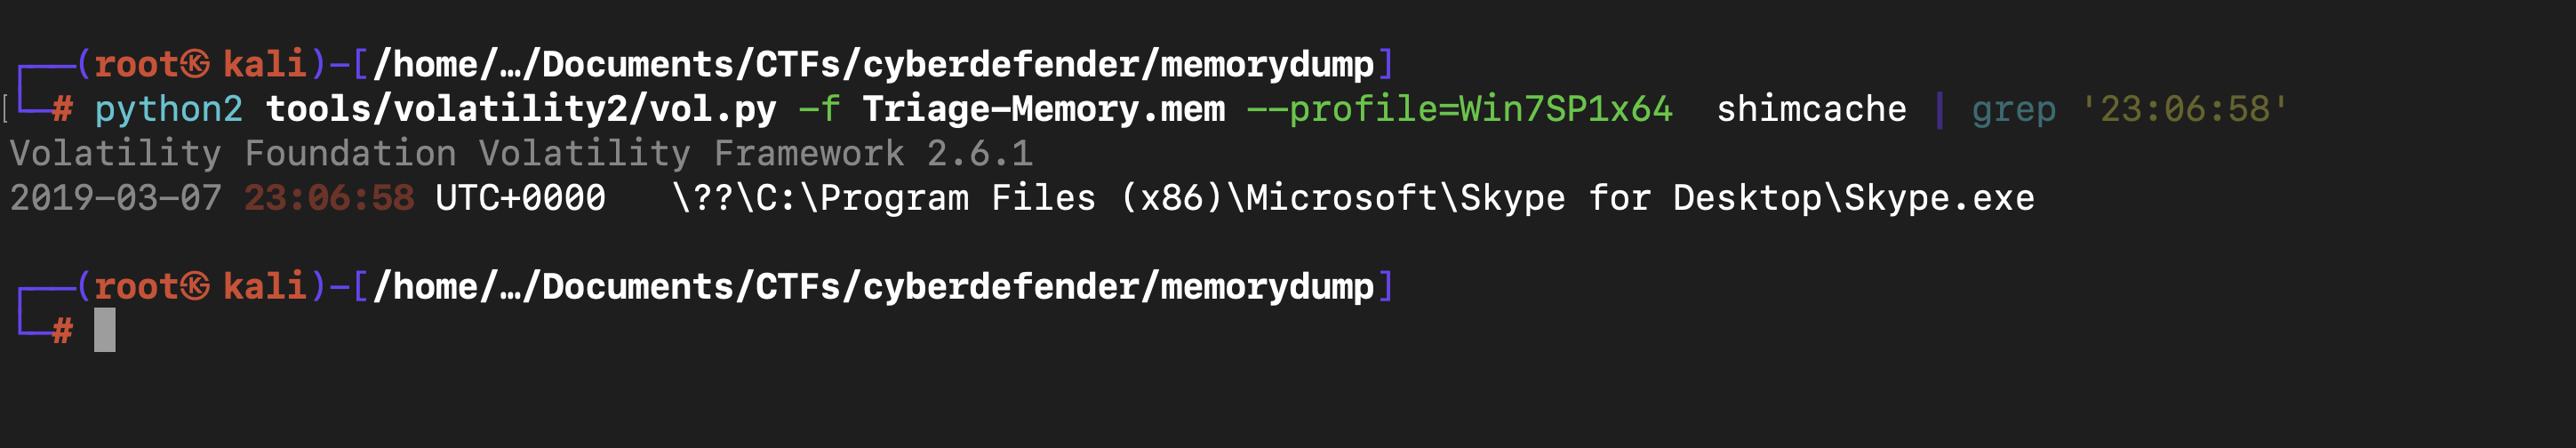 (root㉿kali)-[/home/…/Documents/CTFs/cyberdefender/memorydump]
# python2 tools/volatility2/vol.py -f Triage-Memory.mem --profile=Win7SP1x64  shimcache | grep '23:06:58'
Volatility Foundation Volatility Framework 2.6.1
2019-03-07 23:06:58 UTC+0000   \??\C:\Program Files (x86)\Microsoft\Skype for Desktop\Skype.exe
(root㉿kali)-[/home/…/Documents/CTFs/cyberdefender/memorydump]
#